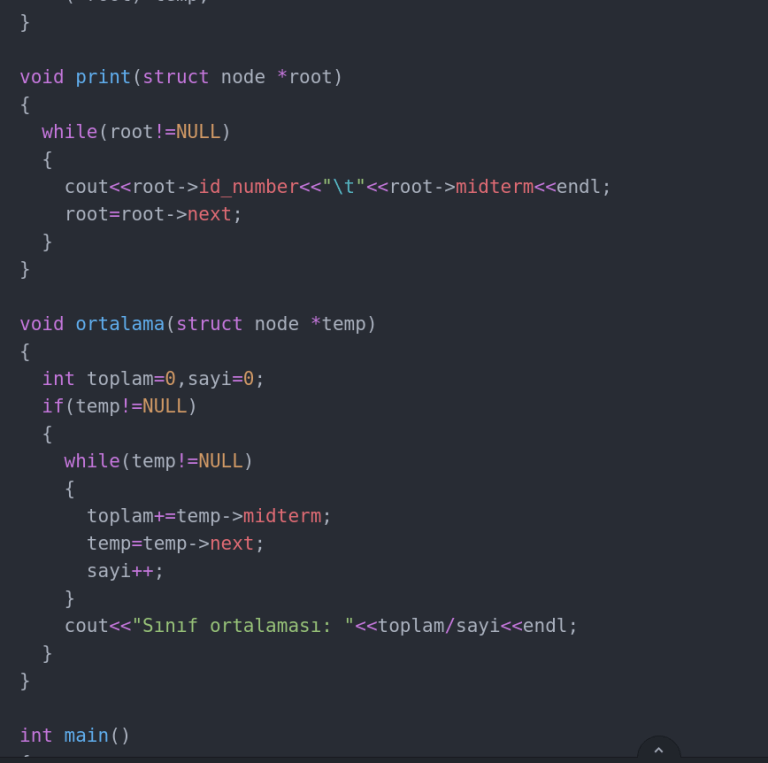 }
void print(struct node *root)
{
  while(root!=NULL)
  {
    cout<<root->id_number<<"\t"<<root->midterm<<endl;
    root=root->next;
  }
}
void ortalama(struct node *temp)
{
  int toplam=0,sayi=0;
  if(temp!=NULL)
  {
    while(temp!=NULL)
    {
      toplam+=temp->midterm;
      temp=temp->next;
      sayi++;
    }
    cout<<"Sınıf ortalaması: "<<toplam/sayi<<endl;
  }
}
int main()